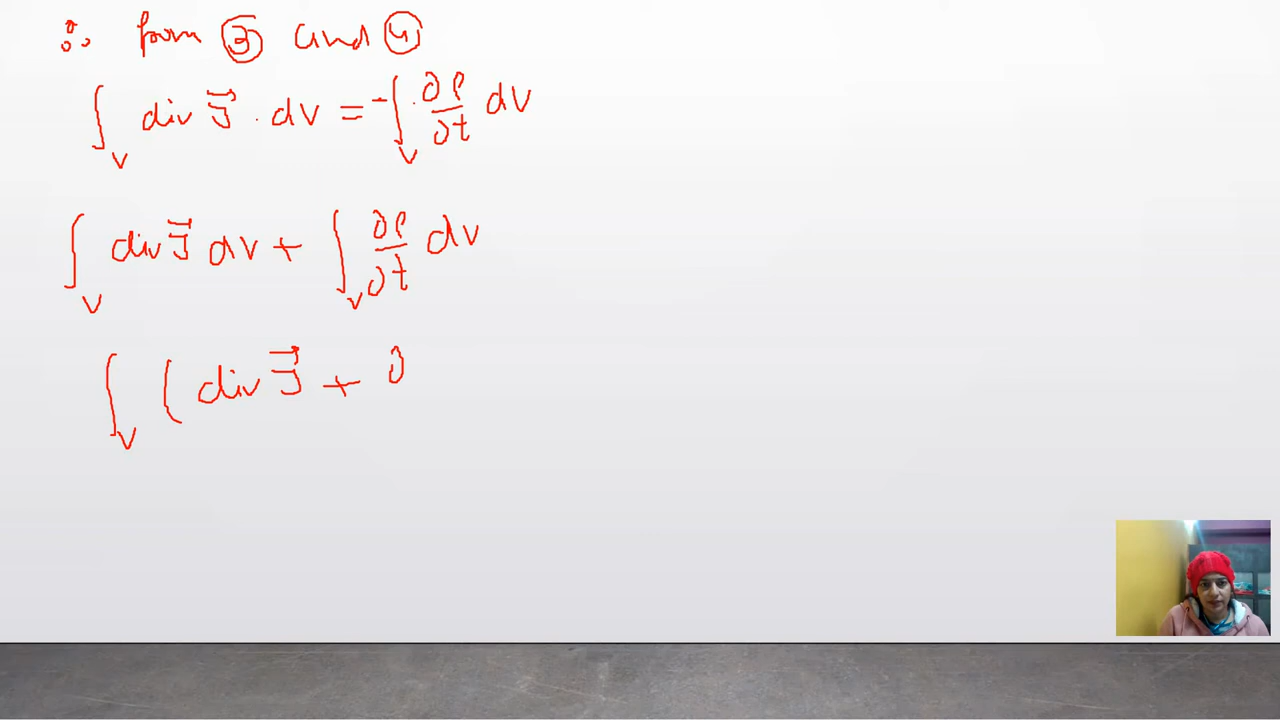 ∴ from ③ and ④
∫_V div J⃗ . dV = -∫_V ∂ρ/∂t dV
∫_V div J⃗ dV + ∫_V ∂ρ/∂t dV
∫_V ( div J⃗ + ∂